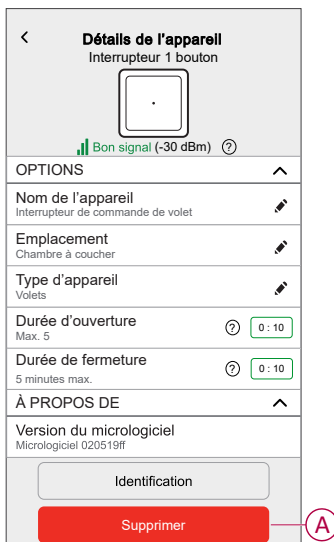 Détails de l'appareil
Interrupteur 1 bouton
Bon signal (-30 dBm) ?
OPTIONS
Nom de l'appareil
Interrupteur de commande de volet
Emplacement
Chambre à coucher
Type d'appareil
Volets
Durée d'ouverture
Max. 5
? 0 : 10
Durée de fermeture
5 minutes max.
? 0 : 10
À PROPOS DE
Version du micrologiciel
Micrologiciel 020519ff
Identification
Supprimer
A